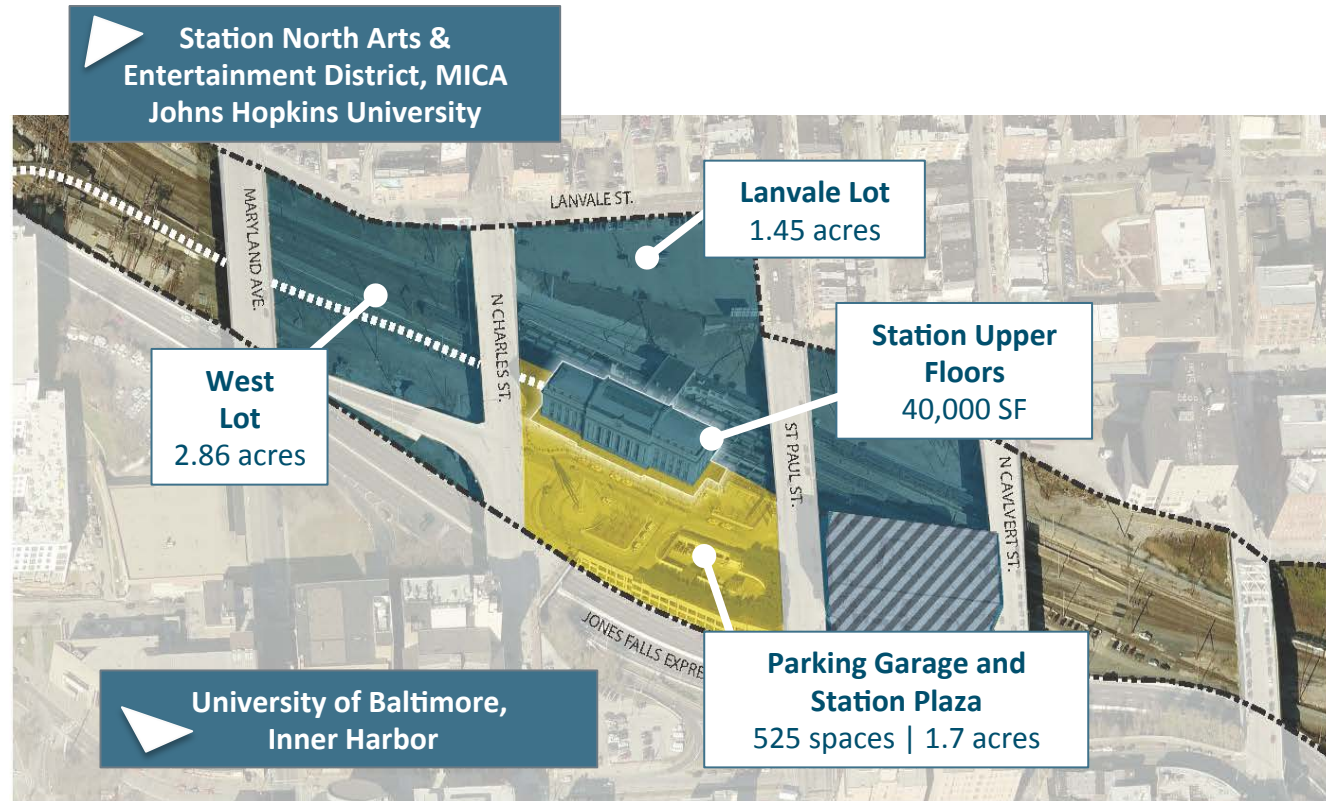 Station North Arts &
Entertainment District, MICA
Johns Hopkins University
LANVALE ST.
Lanvale Lot
1.45 acres
MARYLAND AVE.
N CHARLES ST.
Station Upper
Floors
40,000 SF
West
Lot
2.86 acres
ST PAUL ST.
N CAVLVERT ST.
JONES FALLS EXPRE
Parking Garage and
Station Plaza
525 spaces | 1.7 acres
University of Baltimore,
Inner Harbor